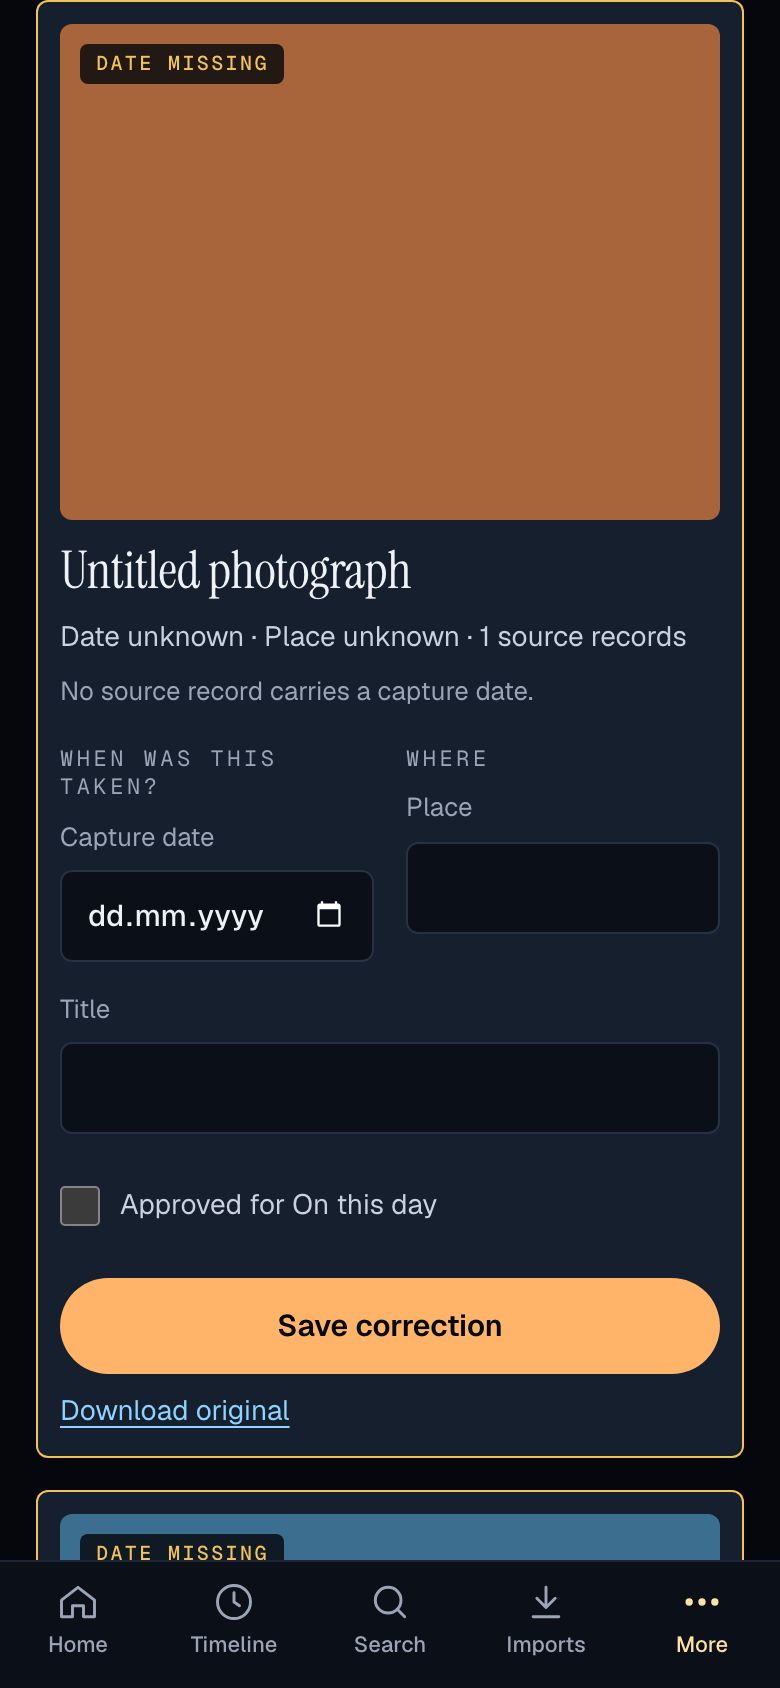 DATE MISSING
Untitled photograph
Date unknown · Place unknown · 1 source records
No source record carries a capture date.
WHEN WAS THIS
TAKEN?
Capture date
dd.mm.yyyy
WHERE
Place
Title
Approved for On this day
Save correction
Download original
DATE MISSING
Home
Timeline
Search
Imports
More